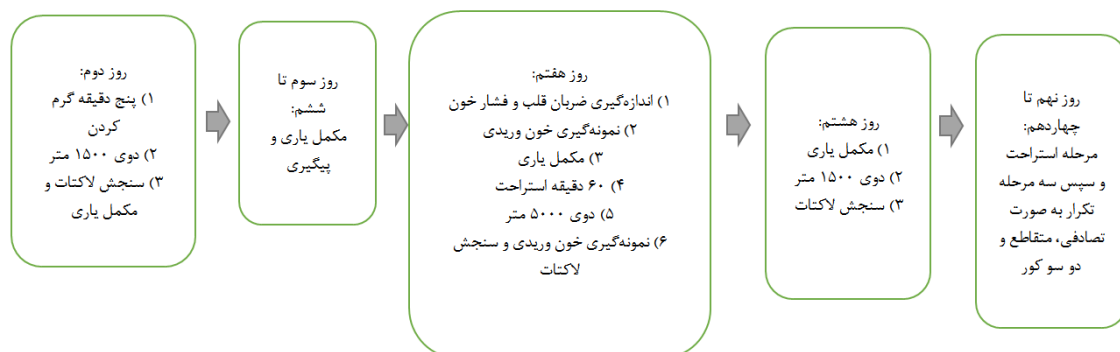 روز دوم:
۱) پنج دقیقه گرم
کردن
۲) دوی ۱۵۰۰ متر
۳) سنجش لاکتات و
مکمل یاری
روز سوم تا
ششم:
مکمل یاری و
پیگیری
روز هفتم:
۱) اندازه‌گیری ضربان قلب و فشار خون
۲) نمونه‌گیری خون وریدی
۳) مکمل یاری
۴) ۶۰ دقیقه استراحت
۵) دوی ۵۰۰۰ متر
۶) نمونه‌گیری خون وریدی و سنجش
لاکتات
روز هشتم:
۱) مکمل یاری
۲) دوی ۱۵۰۰ متر
۳) سنجش لاکتات
روز نهم تا
چهاردهم:
مرحله استراحت
و سپس سه مرحله
تکرار به صورت
تصادفی، متقاطع و
دو سو کور